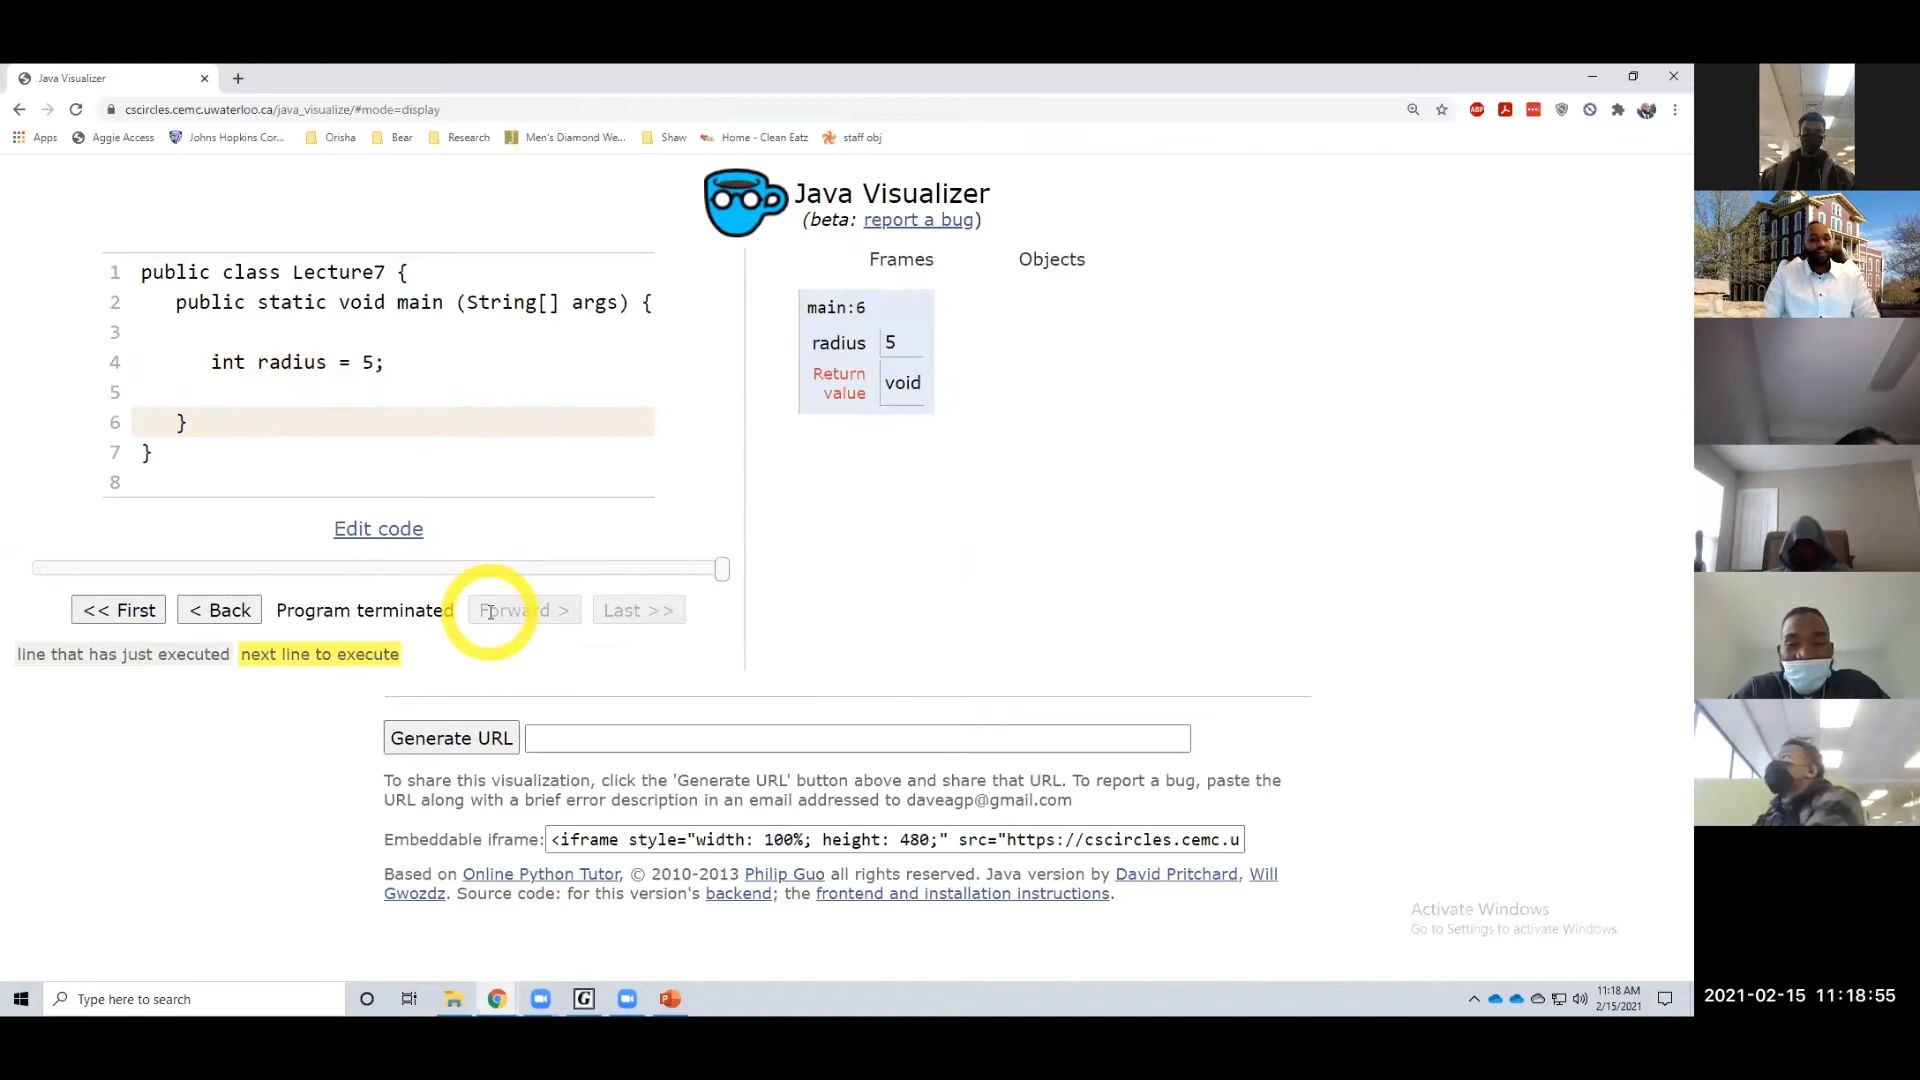 Java Visualizer
cscircles.cemc.uwaterloo.ca/java_visualize/#mode=display
ABP
Apps Aggie Access Johns Hopkins Cor... Orisha Bear Research Men's Diamond We... Shaw Home - Clean Eatz staff obj
Java Visualizer
(beta: report a bug)
Frames Objects
1 public class Lecture7 {
2 public static void main (String[] args) {
3
4 int radius = 5;
5
6 }
7 }
8
main:6
radius 5
Return value void
Edit code
<< First < Back Program terminated Forward > Last >>
line that has just executed next line to execute
Generate URL
To share this visualization, click the 'Generate URL' button above and share that URL. To report a bug, paste the
URL along with a brief error description in an email addressed to daveagp@gmail.com
Embeddable iframe: <iframe style="width: 100%; height: 480;" src="https://cscircles.cemc.u
Based on Online Python Tutor, © 2010-2013 Philip Guo all rights reserved. Java version by David Pritchard, Will
Gwozdz. Source code: for this version's backend; the frontend and installation instructions.
Activate Windows
Go to Settings to activate Windows.
Type here to search
G
11:18 AM
2/15/2021
2021-02-15 11:18:55